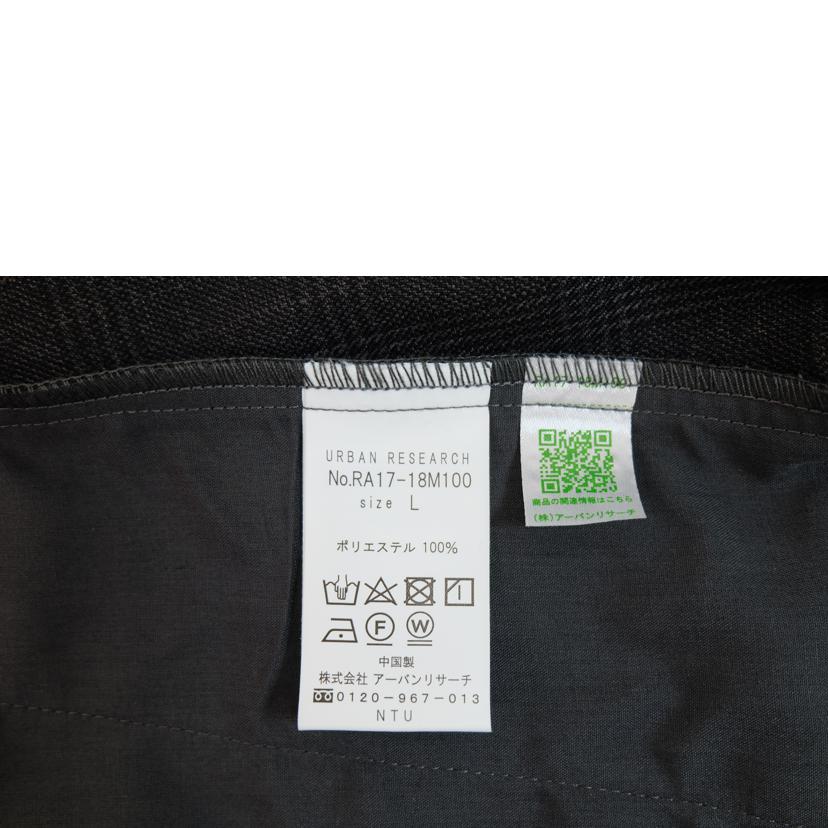 URBAN RESEARCH
No.RA17-18M100
size L
ポリエステル 100%
F W
中国製
株式会社 アーバンリサーチ
0120-967-013
NTU
商品の関連情報はこちら
(株)アーバンリサーチ